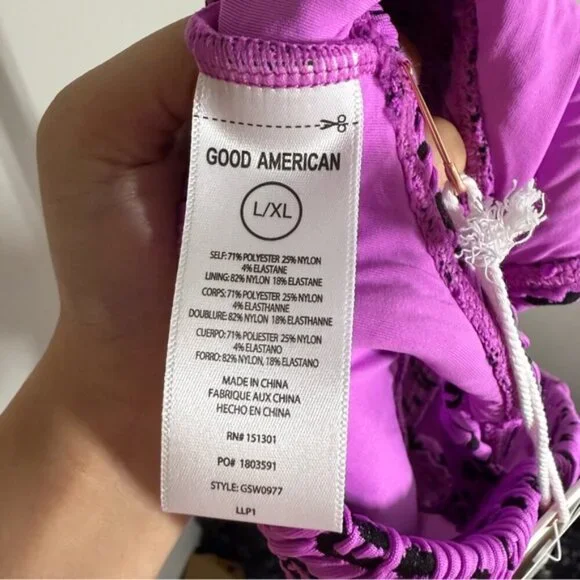 GOOD AMERICAN
L/XL
SELF: 71% POLYESTER 25% NYLON
4% ELASTANE
LINING: 82% NYLON 18% ELASTANE
CORPS: 71% POLYESTER 25% NYLON
4% ELASTHANNE
DOUBLURE: 82% NYLON 18% ELASTHANNE
CUERPO: 71% POLIESTER 25% NYLON
4% ELASTANO
FORRO: 82% NYLON, 18% ELASTANO
MADE IN CHINA
FABRIQUE AUX CHINA
HECHO EN CHINA
RN# 151301
PO# 1803591
STYLE: GSW0977
LLP1